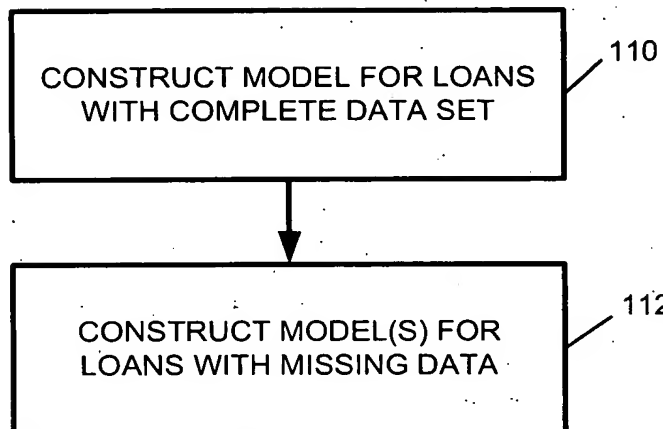 CONSTRUCT MODEL FOR LOANS
WITH COMPLETE DATA SET
110
CONSTRUCT MODEL(S) FOR
LOANS WITH MISSING DATA
112